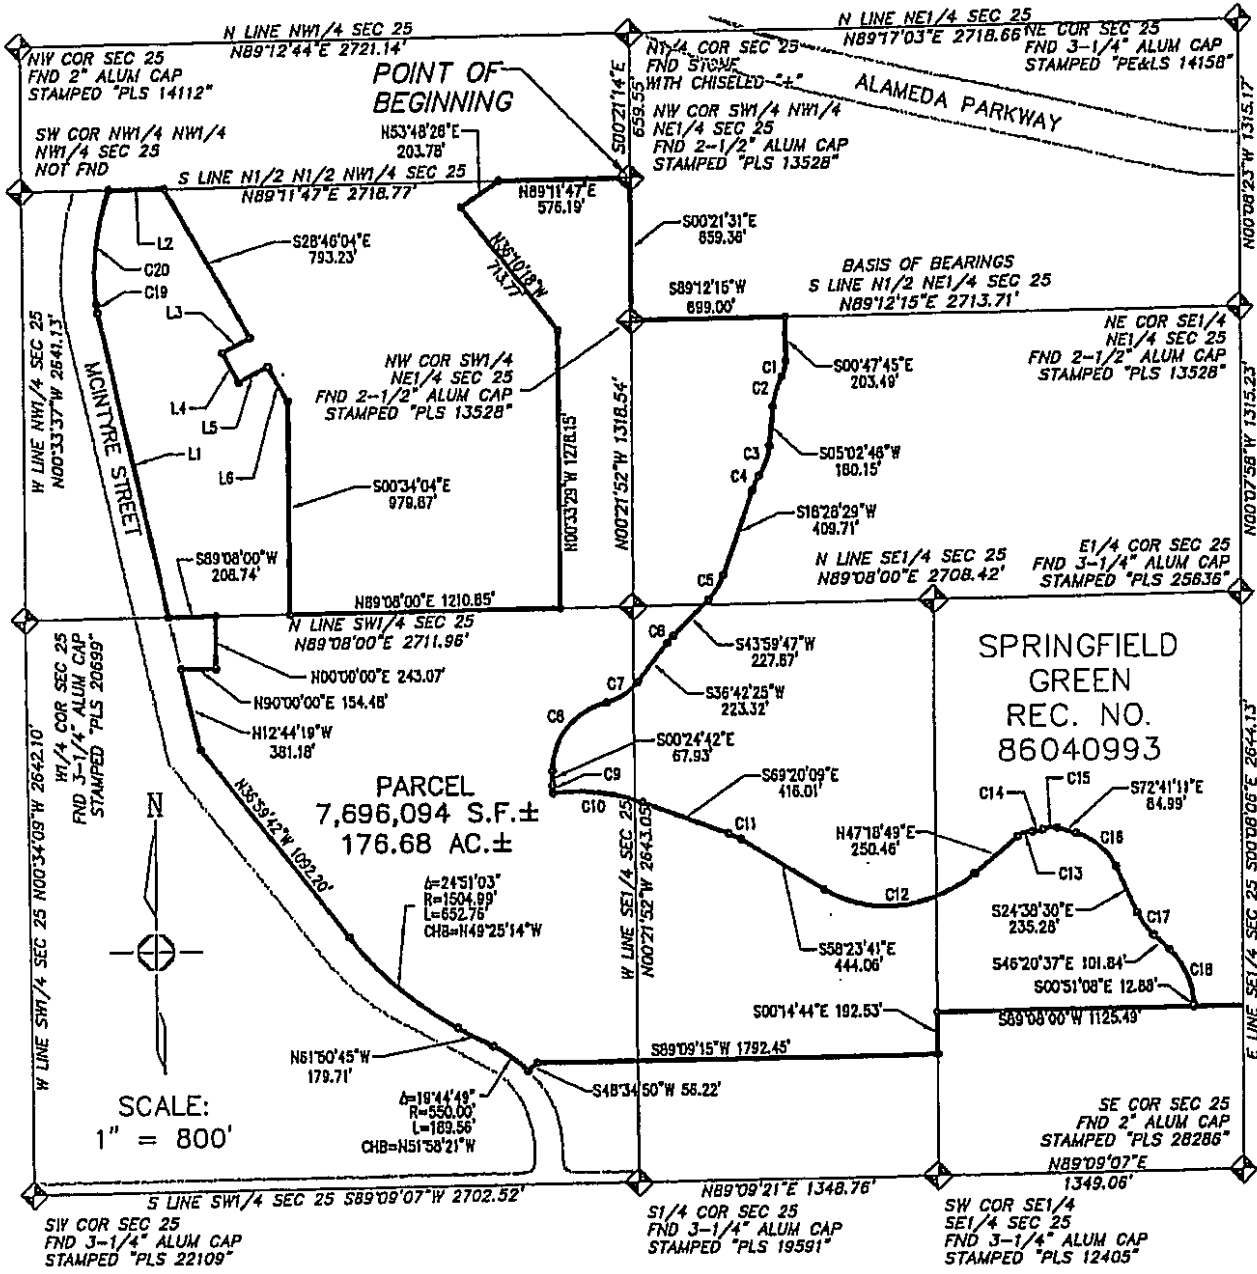 N LINE NW1/4 SEC 25
N89°12'44"E 2721.14'
N LINE NE1/4 SEC 25
N89°17'03"E 2718.66'
NW COR SEC 25
FND 2" ALUM CAP
STAMPED "PLS 14112"
POINT OF
BEGINNING
N1/4 COR SEC 25
FND STONE
WITH CHISELED "+"
NE COR SEC 25
FND 3-1/4" ALUM CAP
STAMPED "PE&LS 14158"
ALAMEDA PARKWAY
S00°21'14"E
659.55'
NW COR SW1/4 NW1/4
NE1/4 SEC 25
FND 2-1/2" ALUM CAP
STAMPED "PLS 13528"
N00°08'23"W 1315.17'
SW COR NW1/4 NW1/4
NW1/4 SEC 25
NOT FND
N53°48'28"E
203.78'
S LINE N1/2 N1/2 NW1/4 SEC 25
N89°11'47"E 2718.77'
N89°11'47"E
576.19'
L2
C20
C19
S28°46'04"E
793.23'
N36°10'18"W
713.77'
S00°21'31"E
659.36'
BASIS OF BEARINGS
S LINE N1/2 NE1/4 SEC 25
N89°12'15"E 2713.71'
S89°12'15"W
699.00'
L3
L4
L5
L6
L1
MCINTYRE STREET
W LINE NW1/4 SEC 25
N00°33'37"W 2641.13'
NW COR SW1/4
NE1/4 SEC 25
FND 2-1/2" ALUM CAP
STAMPED "PLS 13528"
NE COR SE1/4
NE1/4 SEC 25
FND 2-1/2" ALUM CAP
STAMPED "PLS 13528"
C1
C2
S00°47'45"E
203.49'
C3
C4
S05°02'46"W
180.15'
S00°34'04"E
979.87'
N00°33'29"W 1278.15'
N00°21'52"W 1318.54'
S18°28'29"W
409.71'
N00°07'58"W 1315.23'
S89°08'00"W
208.74'
N89°08'00"E 1210.85'
N LINE SW1/4 SEC 25
N89°08'00"E 2711.96'
C5
N LINE SE1/4 SEC 25
N89°08'00"E 2708.42'
E1/4 COR SEC 25
FND 3-1/4" ALUM CAP
STAMPED "PLS 25636"
W1/4 COR SEC 25
FND 3-1/4" ALUM CAP
STAMPED "PLS 20699"
N00°00'00"E 243.07'
N90°00'00"E 154.48'
N12°44'19"W
381.18'
C6
S43°59'47"W
227.67'
C7
S36°42'25"W
223.32'
C8
SPRINGFIELD
GREEN
REC. NO.
86040993
S00°24'42"E
67.93'
C9
C10
S69°20'09"E
416.01'
PARCEL
7,696,094 S.F.±
176.68 AC.±
N36°59'42"W 1092.20'
N
C11
N47°18'49"E
250.46'
C14
C15
C13
S72°41'11"E
84.99'
C16
C12
S24°38'30"E
235.28'
C17
S46°20'37"E 101.84'
C18
S00°51'08"E 12.88'
Δ=24°51'03"
R=1504.99'
L=652.76'
CHB=N49°25'14"W
S58°23'41"E
444.06'
W LINE SE1/4 SEC 25
N00°21'52"W 2643.05'
W LINE SW1/4 SEC 25 N00°34'09"W 2642.10'
E LINE SE1/4 SEC 25 S00°08'06"E 2644.13'
S00°14'44"E 192.53'
S89°08'00"W 1125.49'
N61°50'45"W
179.71'
S89°09'15"W 1792.45'
S48°34'50"W 56.22'
Δ=19°44'49"
R=550.00'
L=189.56'
CHB=N51°58'21"W
SCALE:
1" = 800'
SE COR SEC 25
FND 2" ALUM CAP
STAMPED "PLS 28286"
S LINE SW1/4 SEC 25 S89°09'07"W 2702.52'
N89°09'21"E 1348.76'
N89°09'07"E
1349.06'
SW COR SEC 25
FND 3-1/4" ALUM CAP
STAMPED "PLS 22109"
S1/4 COR SEC 25
FND 3-1/4" ALUM CAP
STAMPED "PLS 19591"
SW COR SE1/4
SE1/4 SEC 25
FND 3-1/4" ALUM CAP
STAMPED "PLS 12405"